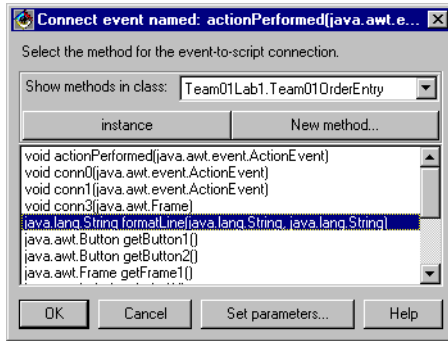 Connect event named: actionPerformed(java.awt.e...
Select the method for the event-to-script connection.
Show methods in class: Team01Lab1.Team01OrderEntry
instance New method...
void actionPerformed(java.awt.event.ActionEvent)
void conn0(java.awt.event.ActionEvent)
void conn1(java.awt.event.ActionEvent)
void conn3(java.awt.Frame)
java.lang.String formatLine(java.lang.String, java.lang.String)
java.awt.Button getButton1()
java.awt.Button getButton2()
java.awt.Frame getFrame1()
OK Cancel Set parameters... Help